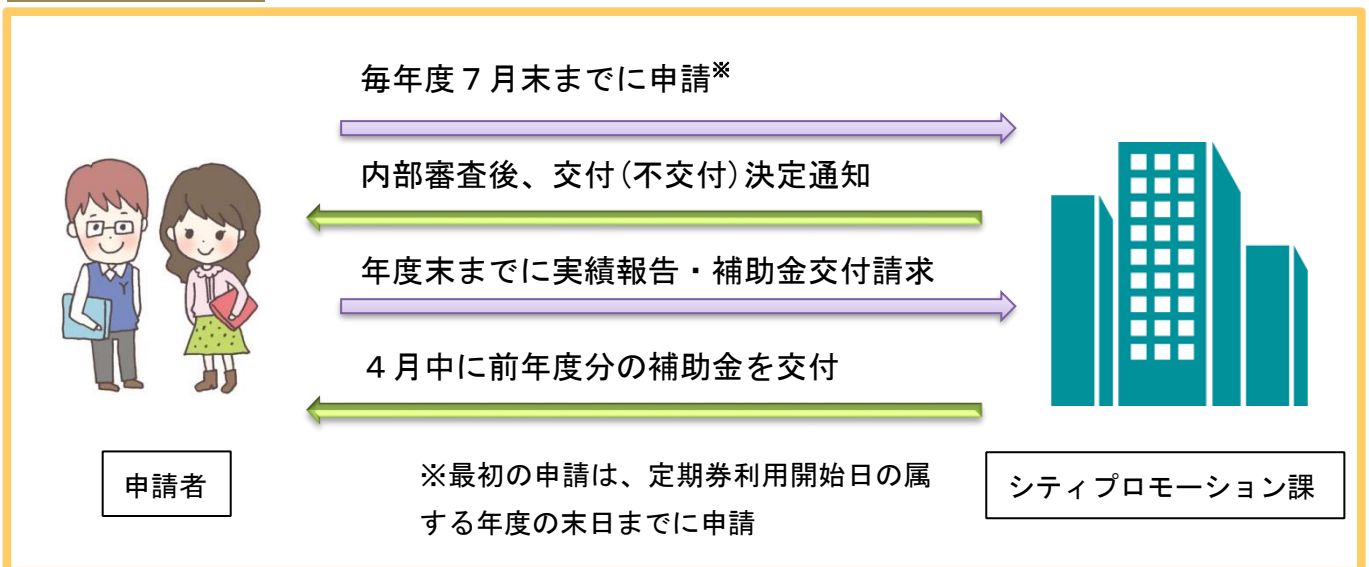 毎年度７月末までに申請※
内部審査後、交付(不交付)決定通知
年度末までに実績報告・補助金交付請求
４月中に前年度分の補助金を交付
申請者
※最初の申請は、定期券利用開始日の属
する年度の末日までに申請
シティプロモーション課